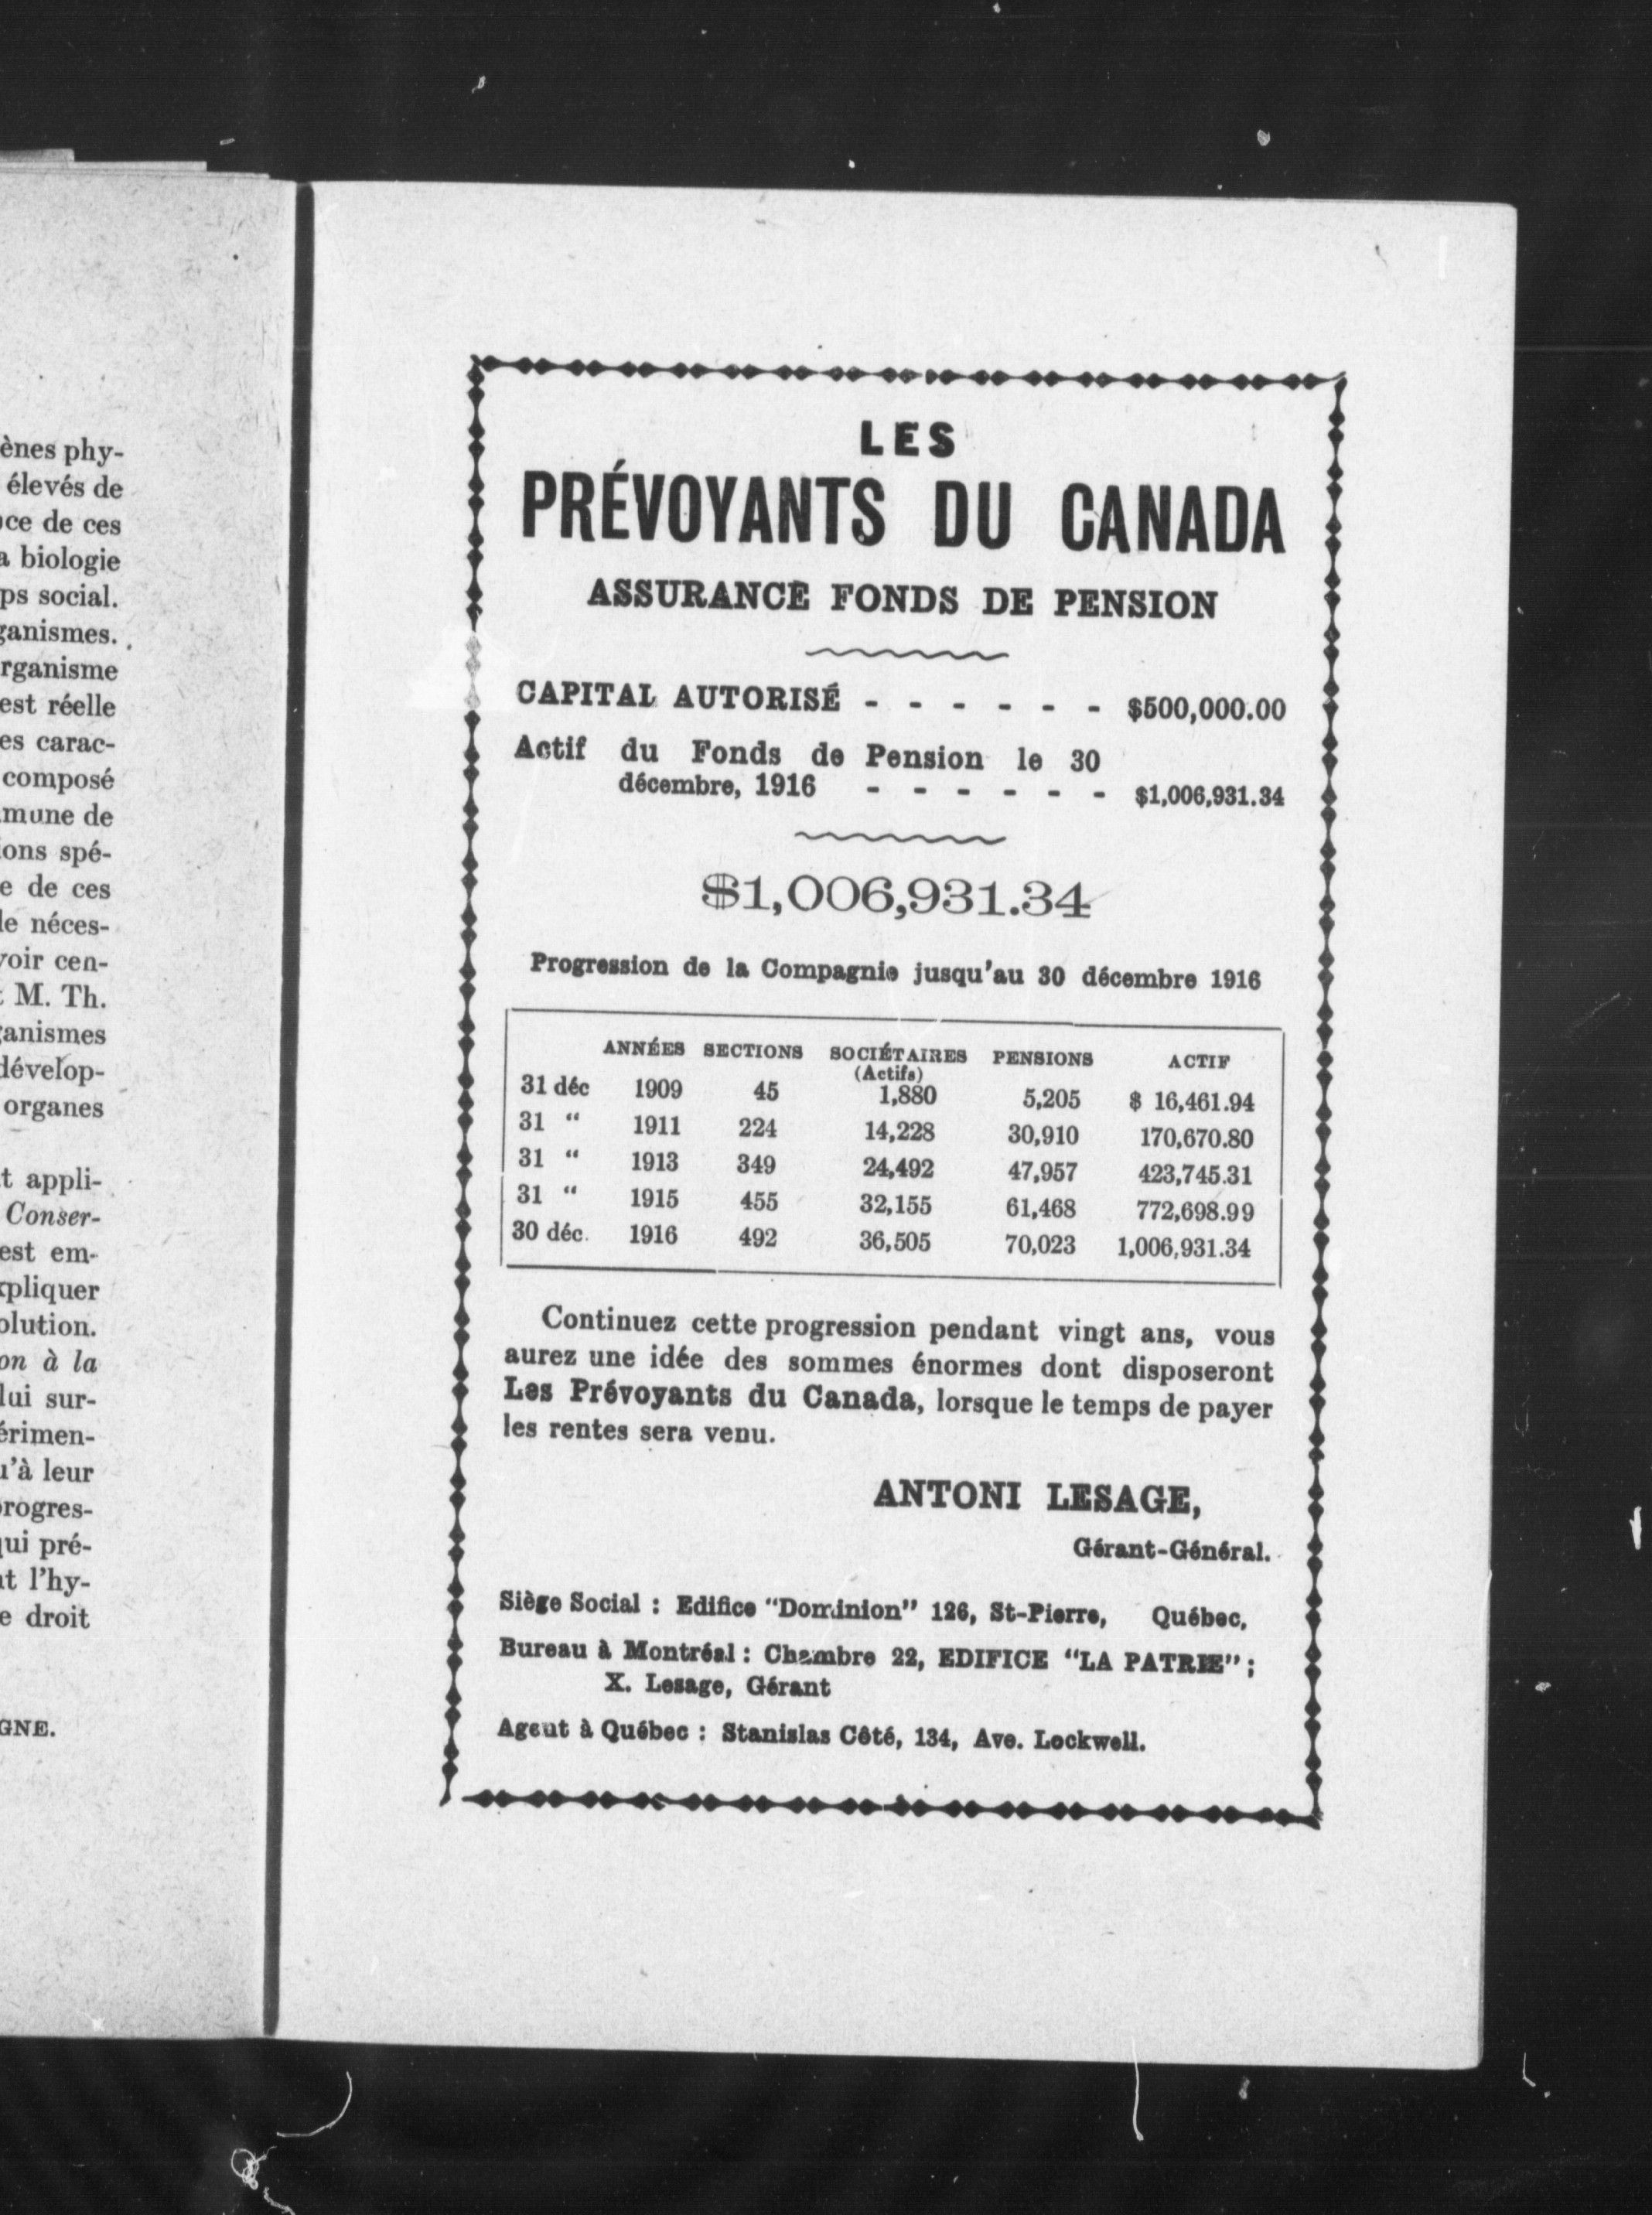 ènes phy-
élevés de
ce de ces
a biologie
ps social.
ganismes.
rganisme
est réelle
es carac-
composé
mune de
ions spé-
e de ces
le néces-
voir cen-
M. Th.
ganismes
dévelop-
organes
t appli-
Conser-
est em-
xpliquer
olution.
on à la
lui sur-
érimen-
u'à leur
progres-
qui pré-
nt l'hy-
e droit
GNE.
LES
PRÉVOYANTS DU CANADA
ASSURANCE FONDS DE PENSION
CAPITAL AUTORISÉ - - - - - - $500,000.00
Actif du Fonds de Pension le 30
décembre, 1916 - - - - - - $1,006,931.34
$1,006,931.34
Progression de la Compagnie jusqu'au 30 décembre 1916
ANNÉES SECTIONS SOCIÉTAIRES PENSIONS ACTIF
(Actifs)
31 déc 1909 45 1,880 5,205 $ 16,461.94
31 “ 1911 224 14,228 30,910 170,670.80
31 “ 1913 349 24,492 47,957 423,745.31
31 “ 1915 455 32,155 61,468 772,698.99
30 déc. 1916 492 36,505 70,023 1,006,931.34
Continuez cette progression pendant vingt ans, vous
aurez une idée des sommes énormes dont disposeront
Les Prévoyants du Canada, lorsque le temps de payer
les rentes sera venu.
ANTONI LESAGE,
Gérant-Général.
Siège Social : Edifice “Dominion” 126, St-Pierre, Québec,
Bureau à Montréal : Chambre 22, EDIFICE “LA PATRIE” ;
X. Lesage, Gérant
Agent à Québec : Stanislas Côté, 134, Ave. Lockwell.